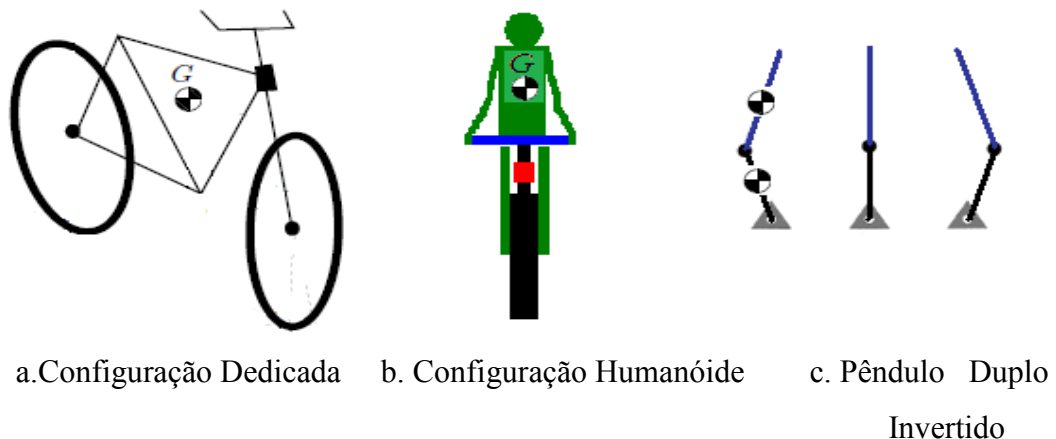 G
G
a.Configuração Dedicada
b. Configuração Humanóide
c. Pêndulo Duplo
Invertido